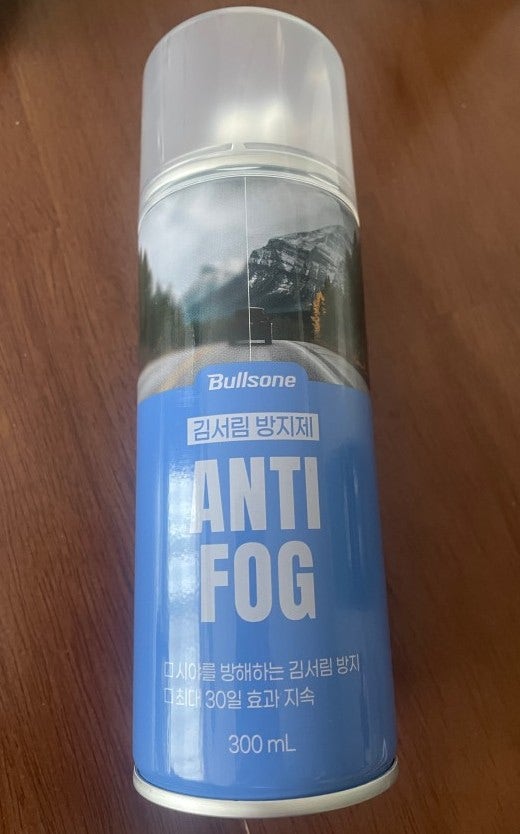 Bullsone
김서림 방지제
ANTI
FOG
□ 시야를 방해하는 김서림 방지
□ 최대 30일 효과 지속
300 mL